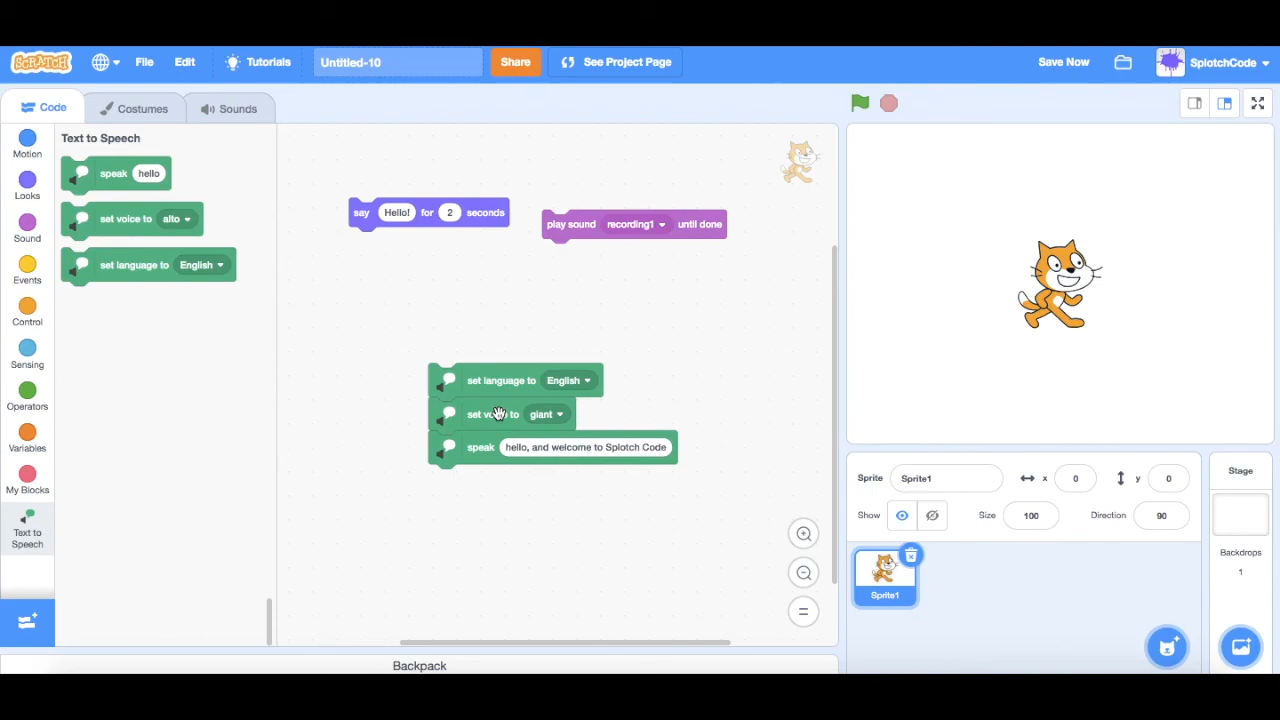 SCRATCH File Edit Tutorials Untitled-10 Share See Project Page Save Now SplotchCode
Code Costumes Sounds
Motion
Looks
Sound
Events
Control
Sensing
Operators
Variables
My Blocks
Text to
Speech
Text to Speech
speak hello
set voice to alto
set language to English
say Hello! for 2 seconds
play sound recording1 until done
set language to English
set to giant
speak hello, and welcome to Splotch Code
Backpack
Sprite Sprite1 x 0 y 0
Show Size 100 Direction 90
Sprite1
Stage
Backdrops
1